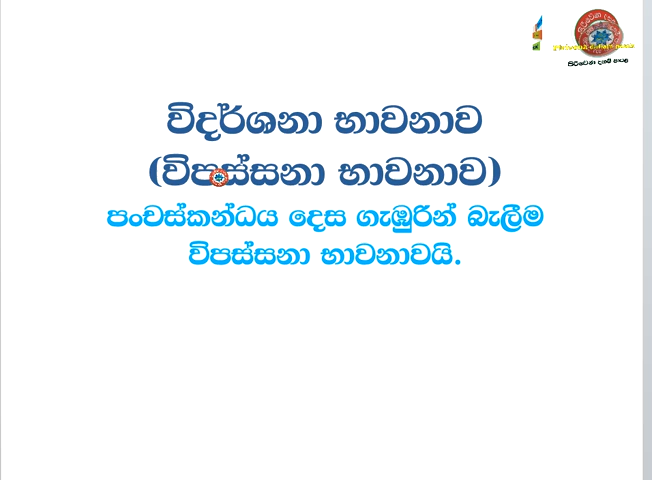 විදර්ශනා භාවනාව
(විපස්සනා භාවනාව)
පංචස්කන්ධය දෙස ගැඹුරින් බැලීම
විපස්සනා භාවනාවයි.